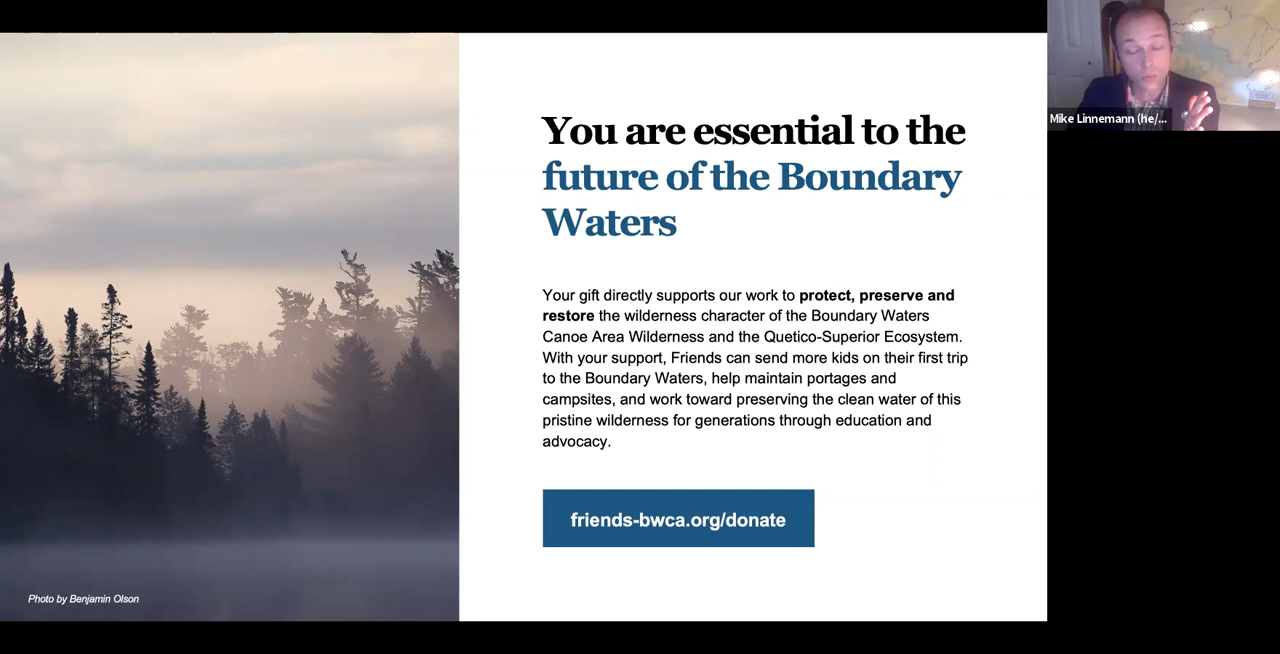 You are essential to the
future of the Boundary
Waters
Your gift directly supports our work to protect, preserve and
restore the wilderness character of the Boundary Waters
Canoe Area Wilderness and the Quetico-Superior Ecosystem.
With your support, Friends can send more kids on their first trip
to the Boundary Waters, help maintain portages and
campsites, and work toward preserving the clean water of this
pristine wilderness for generations through education and
advocacy.
friends-bwca.org/donate
Photo by Benjamin Olson
Mike Linnemann (he/...